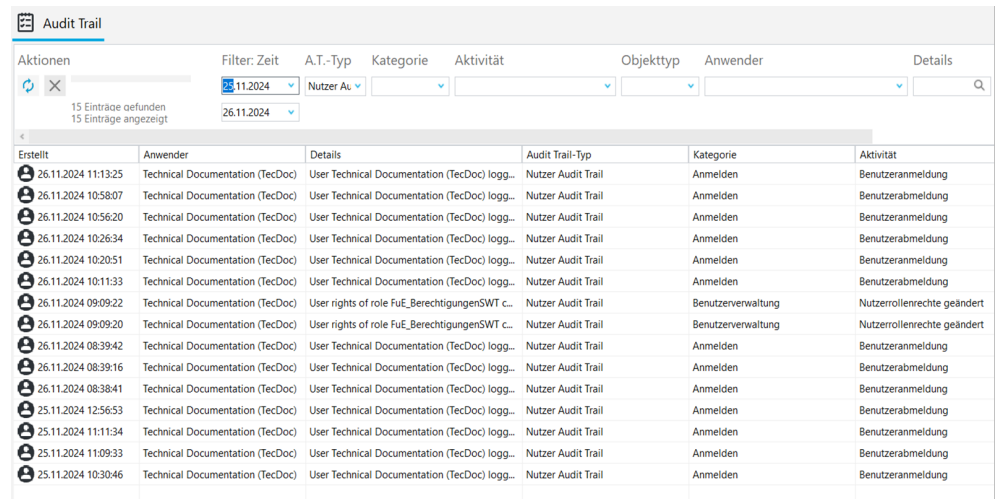 Audit Trail
Aktionen Filter: Zeit A.T.-Typ Kategorie Aktivität Objekttyp Anwender Details
25.11.2024 Nutzer Au
15 Einträge gefunden
15 Einträge angezeigt
26.11.2024
Erstellt Anwender Details Audit Trail-Typ Kategorie Aktivität
26.11.2024 11:13:25 Technical Documentation (TecDoc) User Technical Documentation (TecDoc) logg... Nutzer Audit Trail Anmelden Benutzeranmeldung
26.11.2024 10:58:07 Technical Documentation (TecDoc) User Technical Documentation (TecDoc) logg... Nutzer Audit Trail Anmelden Benutzerabmeldung
26.11.2024 10:56:20 Technical Documentation (TecDoc) User Technical Documentation (TecDoc) logg... Nutzer Audit Trail Anmelden Benutzerabmeldung
26.11.2024 10:26:34 Technical Documentation (TecDoc) User Technical Documentation (TecDoc) logg... Nutzer Audit Trail Anmelden Benutzerabmeldung
26.11.2024 10:20:51 Technical Documentation (TecDoc) User Technical Documentation (TecDoc) logg... Nutzer Audit Trail Anmelden Benutzeranmeldung
26.11.2024 10:11:33 Technical Documentation (TecDoc) User Technical Documentation (TecDoc) logg... Nutzer Audit Trail Anmelden Benutzeranmeldung
26.11.2024 09:09:22 Technical Documentation (TecDoc) User rights of role FuE_BerechtigungenSWT c... Nutzer Audit Trail Benutzerverwaltung Nutzerrollenrechte geändert
26.11.2024 09:09:20 Technical Documentation (TecDoc) User rights of role FuE_BerechtigungenSWT c... Nutzer Audit Trail Benutzerverwaltung Nutzerrollenrechte geändert
26.11.2024 08:39:42 Technical Documentation (TecDoc) User Technical Documentation (TecDoc) logg... Nutzer Audit Trail Anmelden Benutzeranmeldung
26.11.2024 08:39:16 Technical Documentation (TecDoc) User Technical Documentation (TecDoc) logg... Nutzer Audit Trail Anmelden Benutzerabmeldung
26.11.2024 08:38:41 Technical Documentation (TecDoc) User Technical Documentation (TecDoc) logg... Nutzer Audit Trail Anmelden Benutzeranmeldung
25.11.2024 12:56:53 Technical Documentation (TecDoc) User Technical Documentation (TecDoc) logg... Nutzer Audit Trail Anmelden Benutzerabmeldung
25.11.2024 11:11:34 Technical Documentation (TecDoc) User Technical Documentation (TecDoc) logg... Nutzer Audit Trail Anmelden Benutzeranmeldung
25.11.2024 11:09:33 Technical Documentation (TecDoc) User Technical Documentation (TecDoc) logg... Nutzer Audit Trail Anmelden Benutzerabmeldung
25.11.2024 10:30:46 Technical Documentation (TecDoc) User Technical Documentation (TecDoc) logg... Nutzer Audit Trail Anmelden Benutzeranmeldung